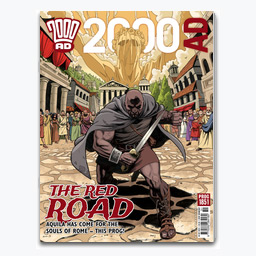 2000
AD
2000
AD
THE RED
ROAD
AQUILA HAS COME FOR THE
SOULS OF ROME – THIS PROG!
PROG
1851